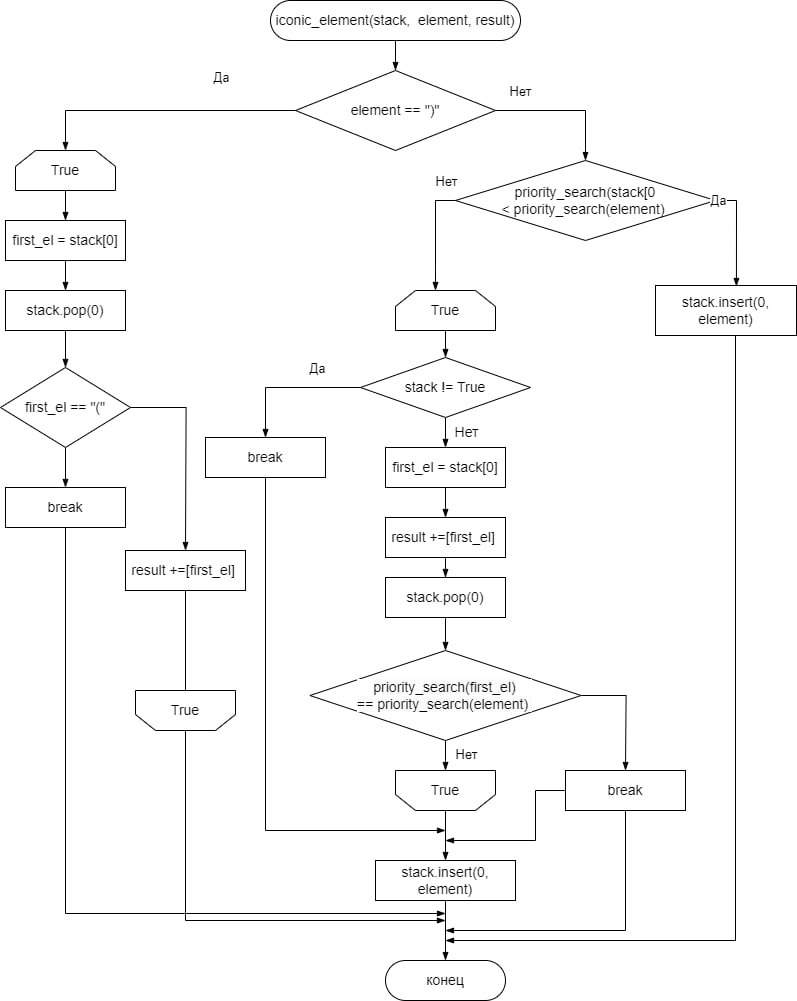 iconic_element(stack, element, result)
Да
element == ")"
Нет
True
first_el = stack[0]
stack.pop(0)
first_el == "("
break
result +=[first_el]
True
Нет
priority_search(stack[0
< priority_search(element)
Да
stack.insert(0,
element)
True
Да
stack != True
Нет
break
first_el = stack[0]
result +=[first_el]
stack.pop(0)
priority_search(first_el)
== priority_search(element)
Нет
True
break
stack.insert(0,
element)
конец